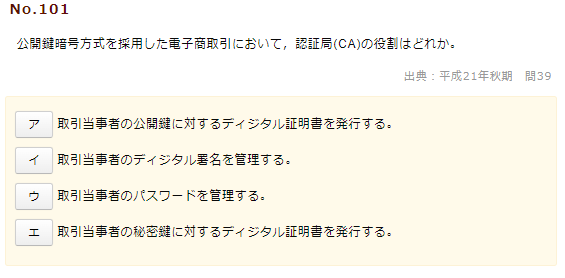 No.101
公開鍵暗号方式を採用した電子商取引において，認証局(CA)の役割はどれか。
出典：平成21年秋期　問39
ア 取引当事者の公開鍵に対するディジタル証明書を発行する。
イ 取引当事者のディジタル署名を管理する。
ウ 取引当事者のパスワードを管理する。
エ 取引当事者の秘密鍵に対するディジタル証明書を発行する。